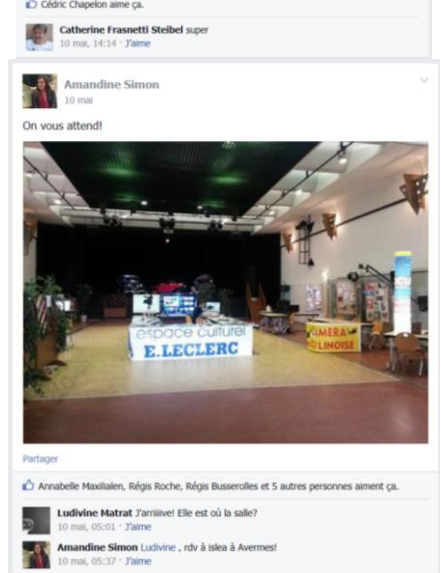 Cédric Chapelon aime ça.
Catherine Frasnetti Steibel super
10 mai, 14:14 · J'aime
Amandine Simon
10 mai
On vous attend!
espace culturel
E.LECLERC
Partager
Annabelle Maxilialen, Régis Roche, Régis Busserolles et 5 autres personnes aiment ça.
Ludivine Matrat J'arriiive! Elle est où la salle?
10 mai, 05:01 · J'aime
Amandine Simon Ludivine , rdv à islea à Avermes!
10 mai, 05:37 · J'aime